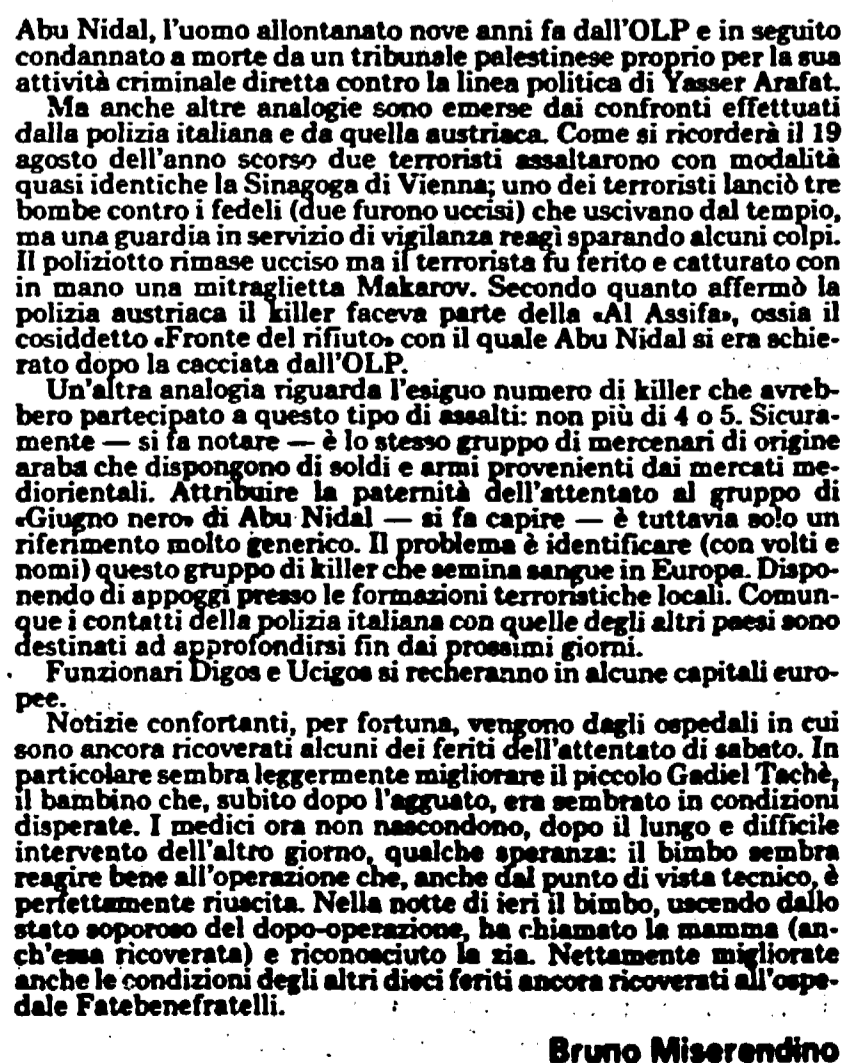 Abu Nidal, l'uomo allontanato nove anni fa dall'OLP e in seguito
condannato a morte da un tribunale palestinese proprio per la sua
attività criminale diretta contro la linea politica di Yasser Arafat.
Ma anche altre analogie sono emerse dai confronti effettuati
dalla polizia italiana e da quella austriaca. Come si ricorderà il 19
agosto dell'anno scorso due terroristi assaltarono con modalità
quasi identiche la Sinagoga di Vienna; uno dei terroristi lanciò tre
bombe contro i fedeli (due furono uccisi) che uscivano dal tempio,
ma una guardia in servizio di vigilanza reagì sparando alcuni colpi.
Il poliziotto rimase ucciso ma il terrorista fu ferito e catturato con
in mano una mitraglietta Makarov. Secondo quanto affermò la
polizia austriaca il killer faceva parte della «Al Assifa», ossia il
cosiddetto «Fronte del rifiuto» con il quale Abu Nidal si era schie-
rato dopo la cacciata dall'OLP.
Un'altra analogia riguarda l'esiguo numero di killer che avreb-
bero partecipato a questo tipo di assalti: non più di 4 o 5. Sicura-
mente — si fa notare — è lo stesso gruppo di mercenari di origine
araba che dispongono di soldi e armi provenienti dai mercati me-
diorientali. Attribuire la paternità dell'attentato al gruppo di
«Giugno nero» di Abu Nidal — si fa capire — è tuttavia solo un
riferimento molto generico. Il problema è identificare (con volti e
nomi) questo gruppo di killer che semina sangue in Europa. Dispo-
nendo di appoggi presso le formazioni terroristiche locali. Comun-
que i contatti della polizia italiana con quelle degli altri paesi sono
destinati ad approfondirsi fin dai prossimi giorni.
Funzionari Digos e Ucigos si recheranno in alcune capitali euro-
pee.
Notizie confortanti, per fortuna, vengono dagli ospedali in cui
sono ancora ricoverati alcuni dei feriti dell'attentato di sabato. In
particolare sembra leggermente migliorare il piccolo Gadiel Tachè,
il bambino che, subito dopo l'agguato, era sembrato in condizioni
disperate. I medici ora non nascondono, dopo il lungo e difficile
intervento dell'altro giorno, qualche speranza: il bimbo sembra
reagire bene all'operazione che, anche dal punto di vista tecnico, è
perfettamente riuscita. Nella notte di ieri il bimbo, uscendo dallo
stato soporoso del dopo-operazione, ha chiamato la mamma (an-
ch'essa ricoverata) e riconosciuto la zia. Nettamente migliorate
anche le condizioni degli altri dieci feriti ancora ricoverati all'ospe-
dale Fatebenefratelli.
Bruno Miserendino